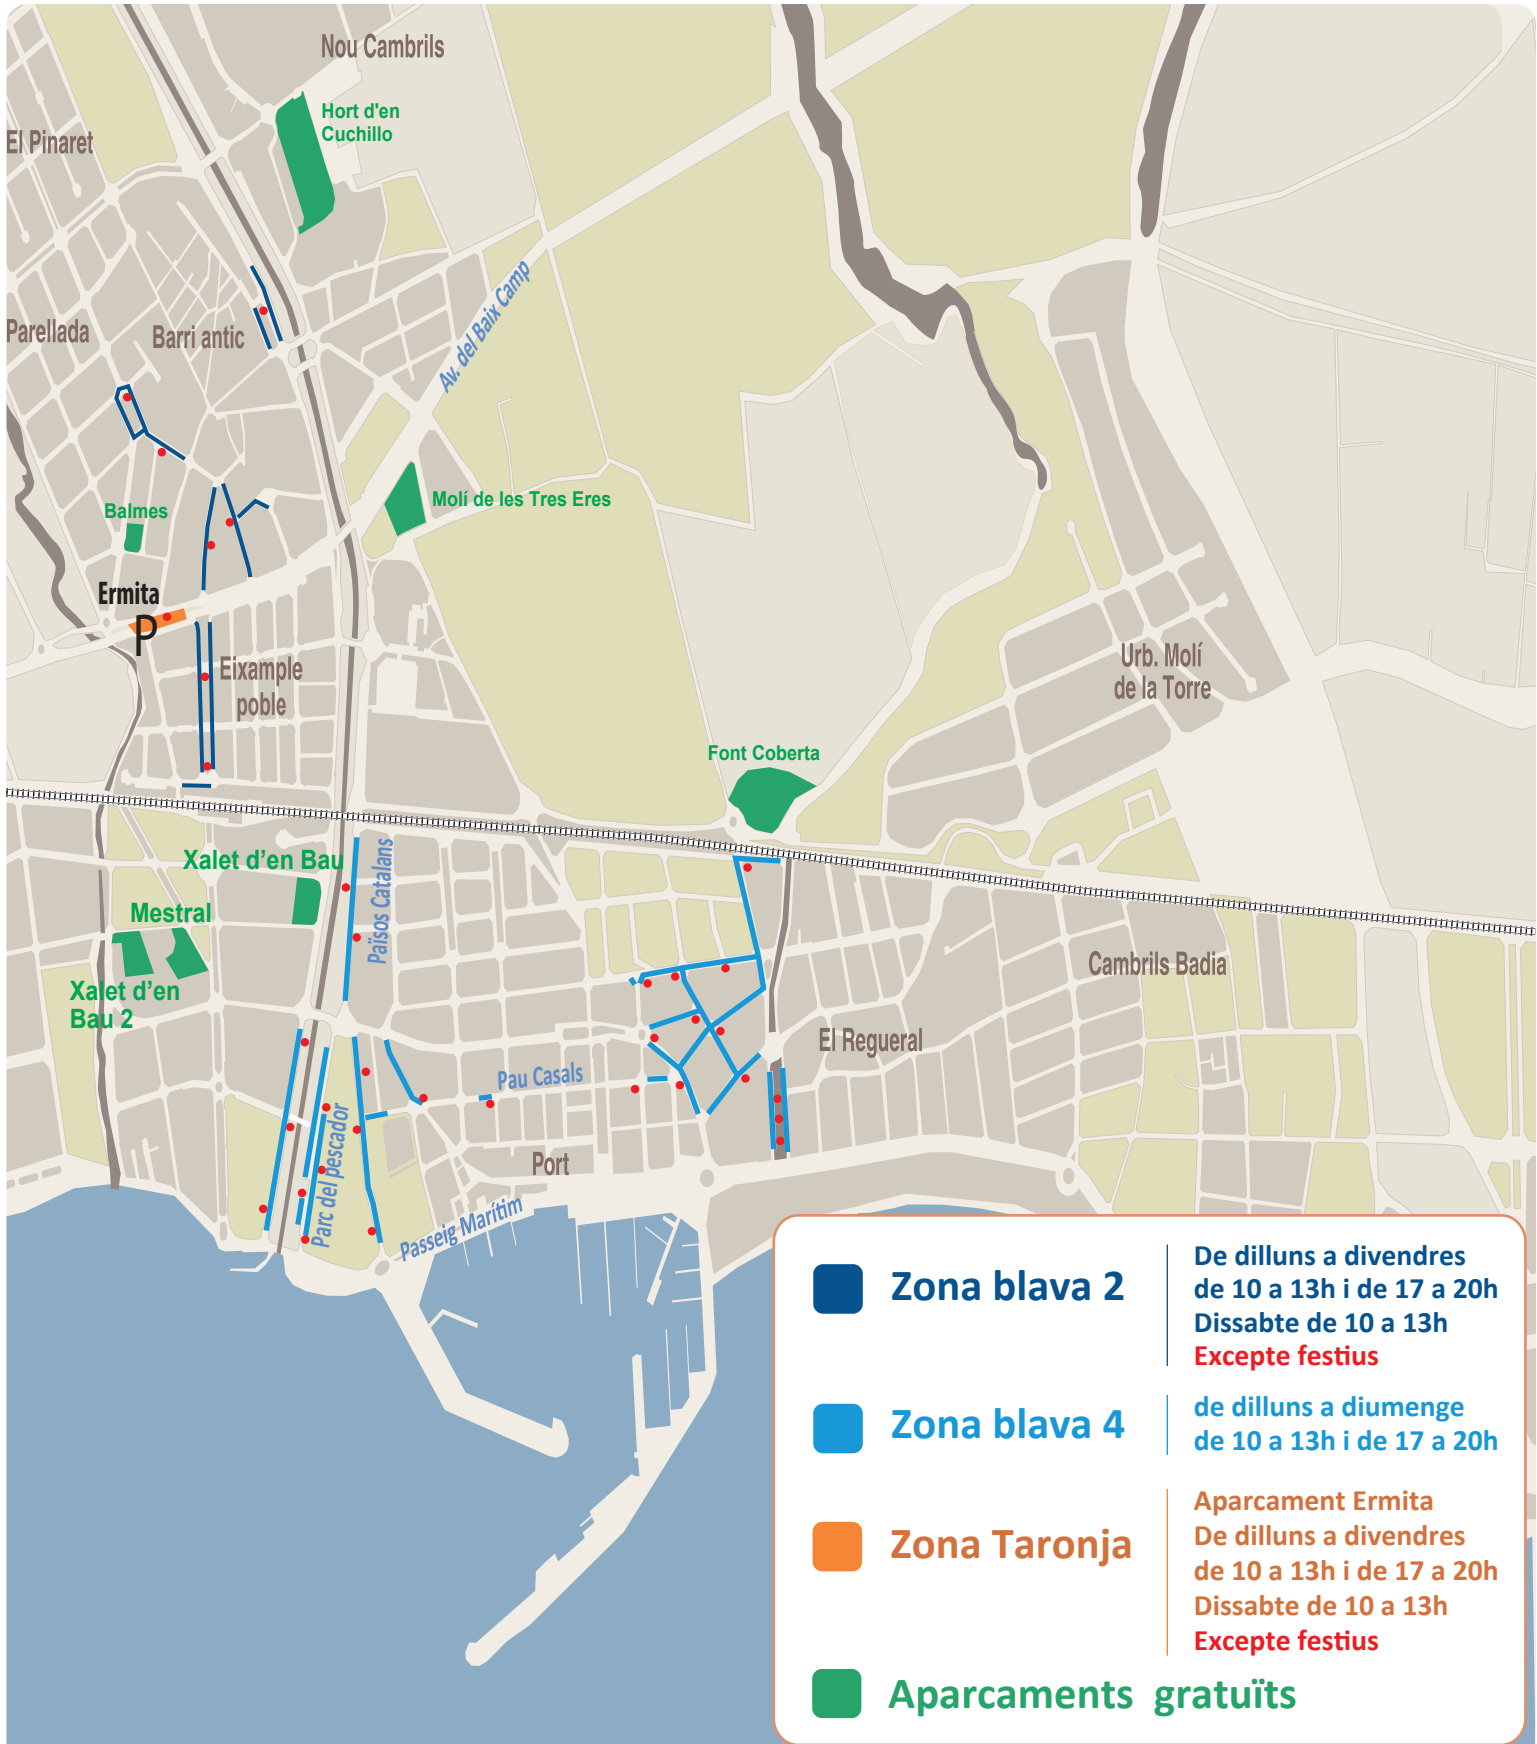 Nou Cambrils
Hort d'en
Cuchillo
El Pinaret
Av. del Baix Camp
Parellada
Barri antic
Molí de les Tres Eres
Balmes
Ermita
P
Eixample
poble
Urb. Molí
de la Torre
Font Coberta
Xalet d'en Bau
Països Catalans
Mestral
Xalet d'en
Bau 2
Cambrils Badia
El Regueral
Pau Casals
Parc del pescador
Port
Passeig Marítim
Zona blava 2
De dilluns a divendres
de 10 a 13h i de 17 a 20h
Dissabte de 10 a 13h
Excepte festius
Zona blava 4
de dilluns a diumenge
de 10 a 13h i de 17 a 20h
Zona Taronja
Aparcament Ermita
De dilluns a divendres
de 10 a 13h i de 17 a 20h
Dissabte de 10 a 13h
Excepte festius
Aparcaments gratuïts